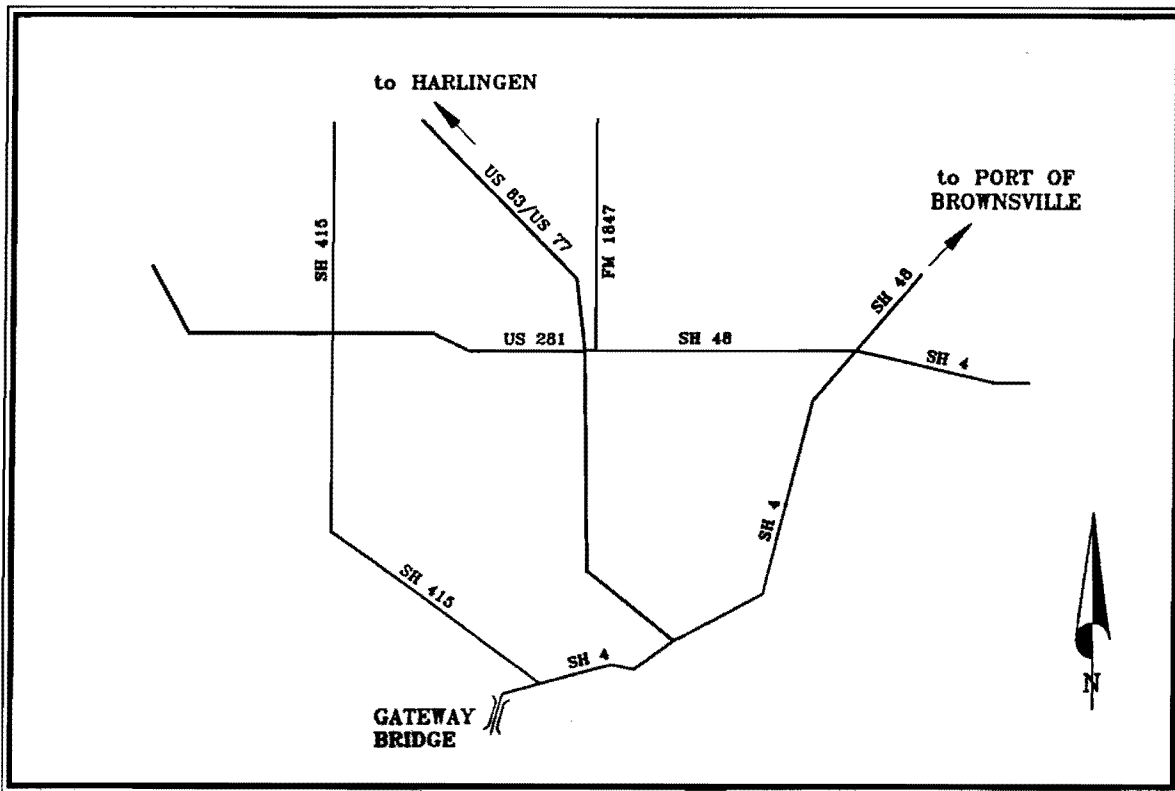 to HARLINGEN
US 83/US 77
SH 415
FM 1847
to PORT OF
BROWNSVILLE
SH 48
US 281
SH 48
SH 4
SH 4
SH 415
SH 4
GATEWAY
BRIDGE
N